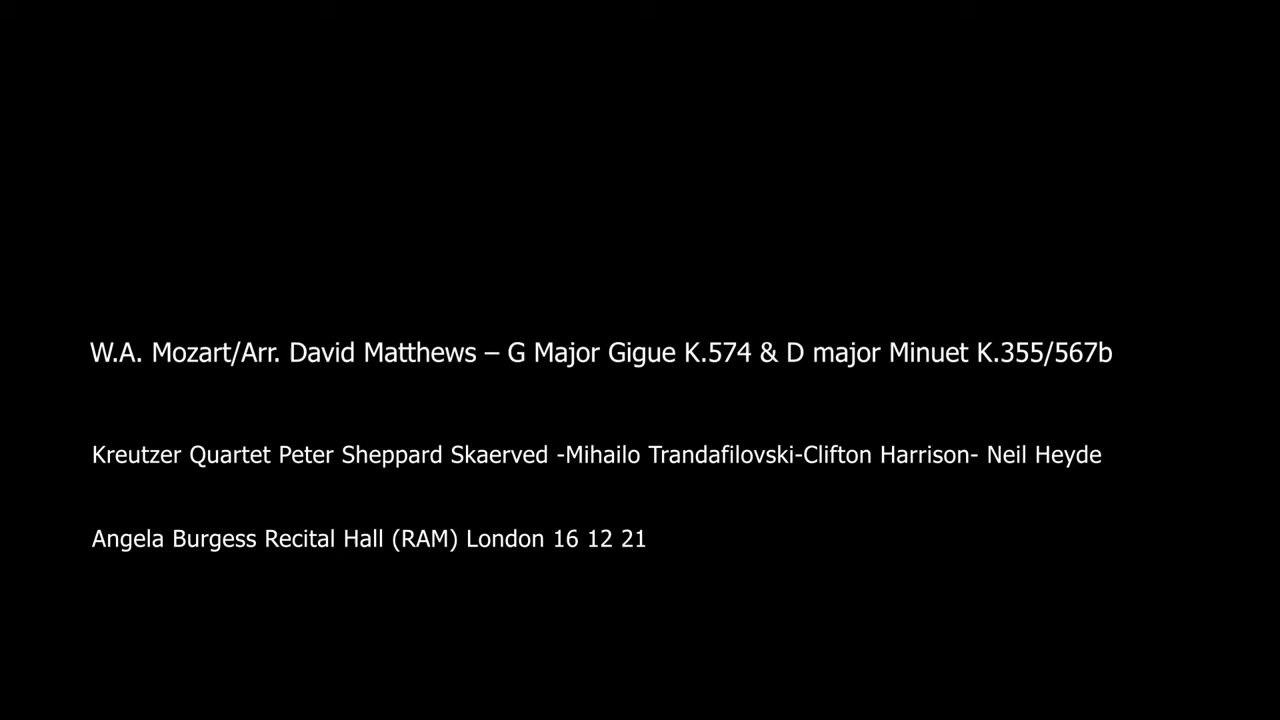 W.A. Mozart/Arr. David Matthews – G Major Gigue K.574 & D major Minuet K.355/567b
Kreutzer Quartet Peter Sheppard Skaerved -Mihailo Trandafilovski-Clifton Harrison- Neil Heyde
Angela Burgess Recital Hall (RAM) London 16 12 21